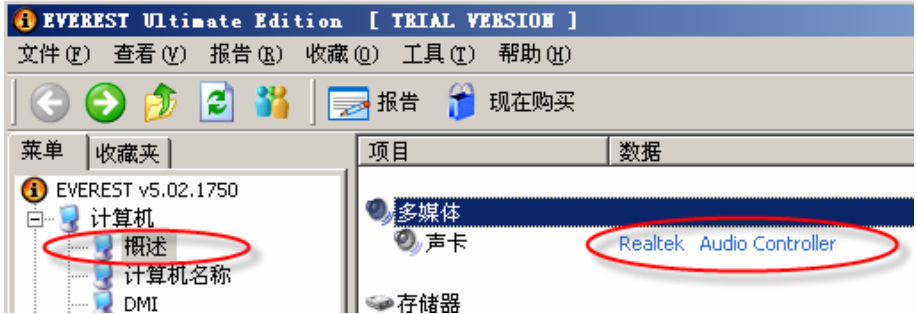 EVEREST Ultimate Edition [ TRIAL VERSION ]
文件(F) 查看(V) 报告(R) 收藏(O) 工具(T) 帮助(H)
报告 现在购买
菜单 收藏夹
项目 数据
EVEREST v5.02.1750
计算机
概述
计算机名称
DMI
多媒体
声卡 Realtek Audio Controller
存储器